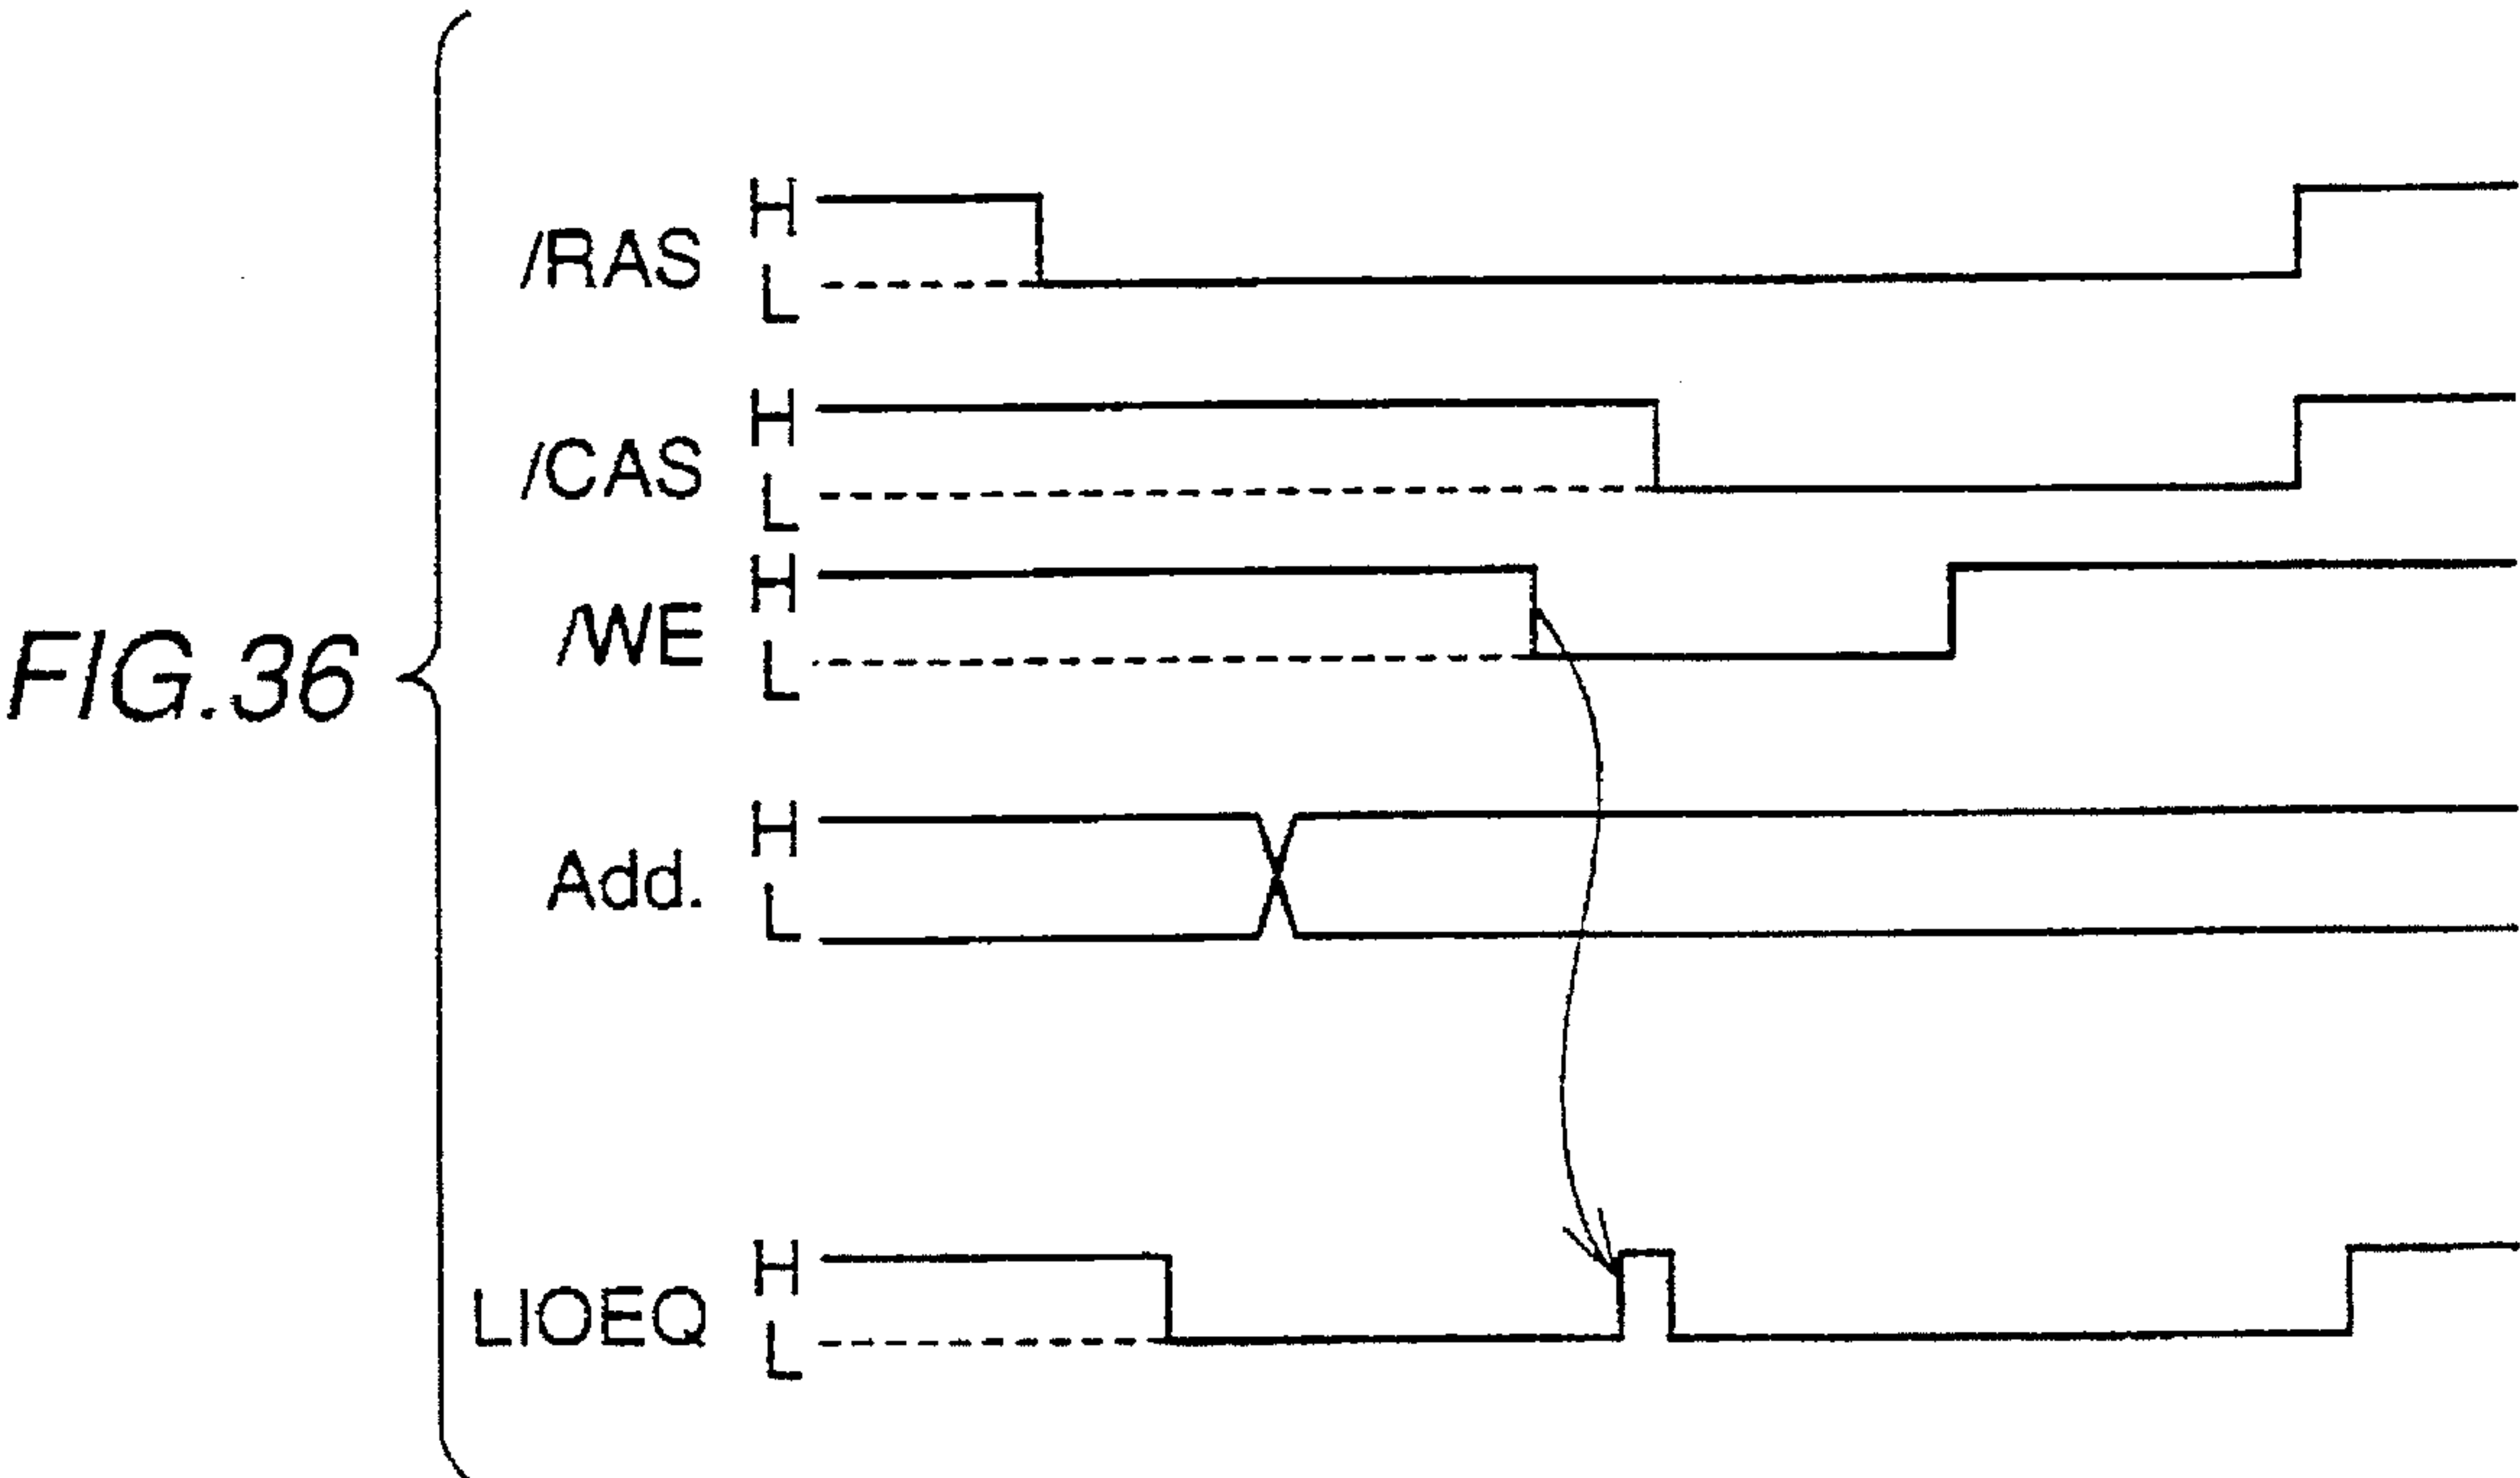 FIG.36
/RAS H
L
/CAS H
L
/WE H
L
Add. H
L
LIOEQ H
L